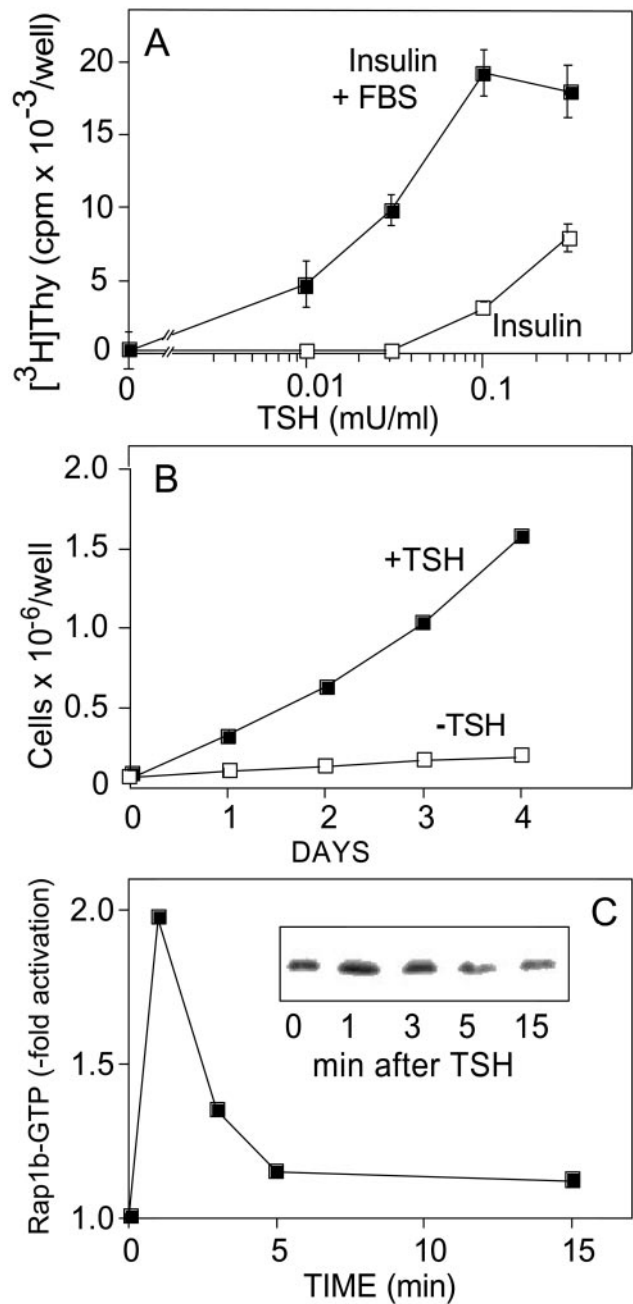 A
[³H]Thy (cpm x 10⁻³/well)
20
15
10
5
0
Insulin
+ FBS
Insulin
0
0.01
0.1
TSH (mU/ml)
B
Cells x 10⁻⁶/well
2.0
1.5
1.0
0.5
0
+TSH
-TSH
0 1 2 3 4
DAYS
C
Rap1b-GTP (-fold activation)
2.0
1.5
1.0
0 1 3 5 15
min after TSH
0 5 10 15
TIME (min)